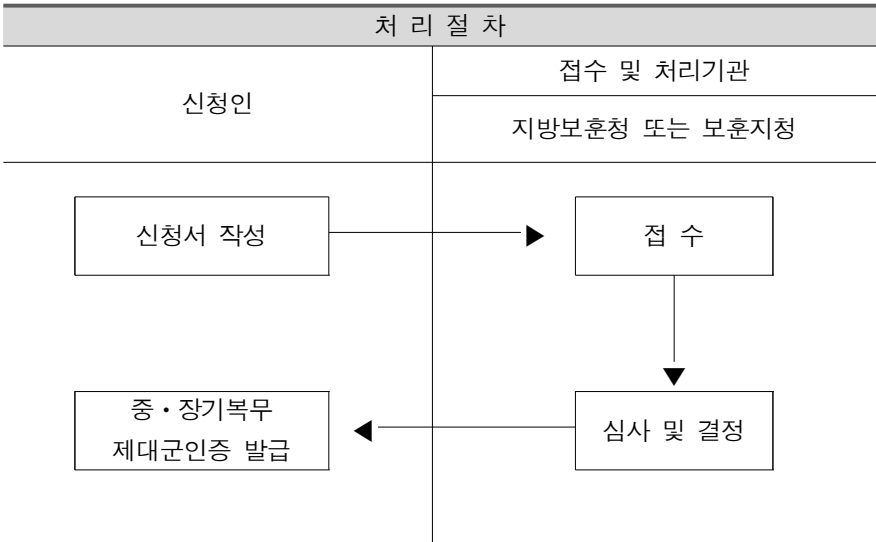 처 리 절 차
신청인
접수 및 처리기관
지방보훈청 또는 보훈지청
신청서 작성
접 수
심사 및 결정
중・장기복무
제대군인증 발급